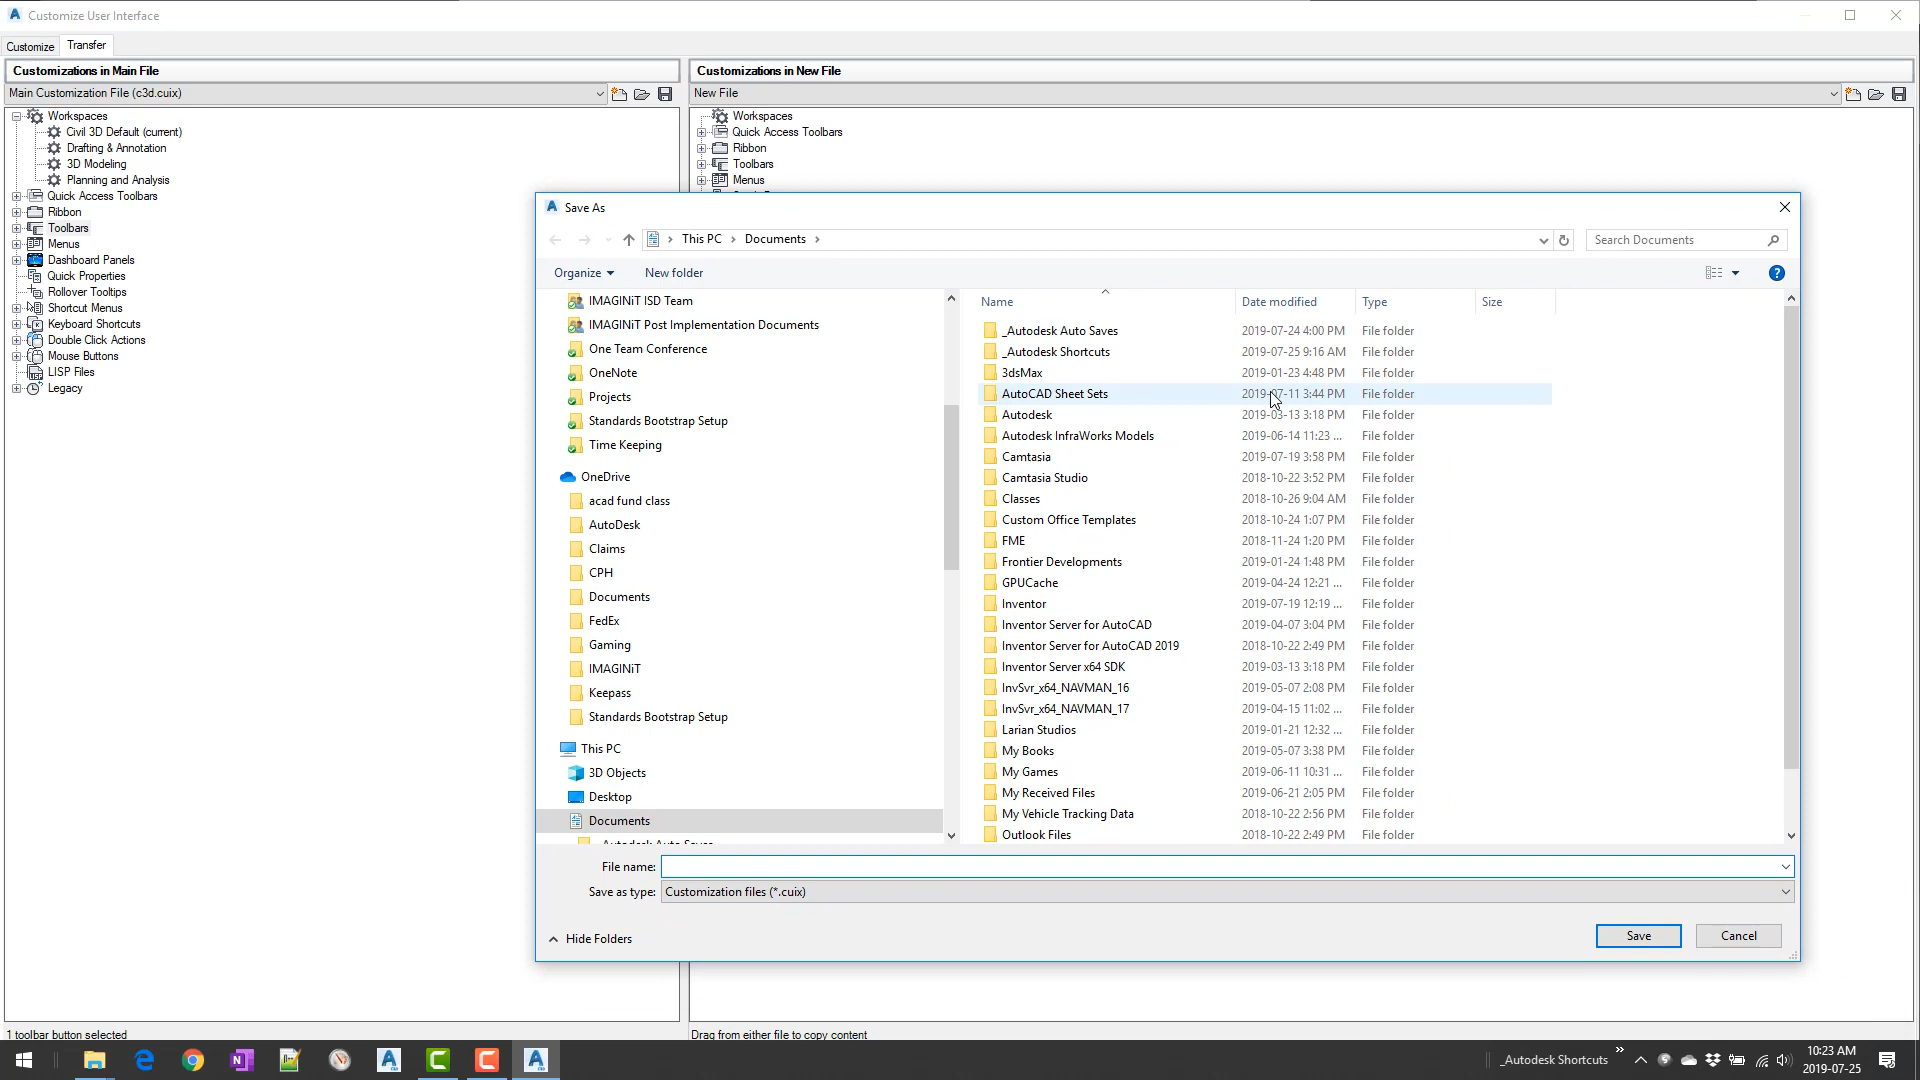 Customize User Interface
Customize
Transfer
Customizations in Main File
Main Customization File (c3d.cuix)
Workspaces
Civil 3D Default (current)
Drafting & Annotation
3D Modeling
Planning and Analysis
Quick Access Toolbars
Ribbon
Toolbars
Menus
Dashboard Panels
Quick Properties
Rollover Tooltips
Shortcut Menus
Keyboard Shortcuts
Double Click Actions
Mouse Buttons
LISP Files
Legacy
1 toolbar button selected
Customizations in New File
New File
Workspaces
Quick Access Toolbars
Ribbon
Toolbars
Menus
Drag from either file to copy content
Save As
This PC
Documents
Search Documents
Organize
New folder
IMAGINiT ISD Team
IMAGINiT Post Implementation Documents
One Team Conference
OneNote
Projects
Standards Bootstrap Setup
Time Keeping
OneDrive
acad fund class
AutoDesk
Claims
CPH
Documents
FedEx
Gaming
IMAGINiT
Keepass
Standards Bootstrap Setup
This PC
3D Objects
Desktop
Documents
Name Date modified Type Size
_Autodesk Auto Saves 2019-07-24 4:00 PM File folder
_Autodesk Shortcuts 2019-07-25 9:16 AM File folder
3dsMax 2019-01-23 4:48 PM File folder
AutoCAD Sheet Sets 2019-07-11 3:44 PM File folder
Autodesk 2019-03-13 3:18 PM File folder
Autodesk InfraWorks Models 2019-06-14 11:23 ... File folder
Camtasia 2019-07-19 3:58 PM File folder
Camtasia Studio 2018-10-22 3:52 PM File folder
Classes 2018-10-26 9:04 AM File folder
Custom Office Templates 2018-10-24 1:07 PM File folder
FME 2018-11-24 1:20 PM File folder
Frontier Developments 2019-01-24 1:48 PM File folder
GPUCache 2019-04-24 12:21 ... File folder
Inventor 2019-07-19 12:19 ... File folder
Inventor Server for AutoCAD 2019-04-07 3:04 PM File folder
Inventor Server for AutoCAD 2019 2018-10-22 2:49 PM File folder
Inventor Server x64 SDK 2019-03-13 3:18 PM File folder
InvSvr_x64_NAVMAN_16 2019-05-07 2:08 PM File folder
InvSvr_x64_NAVMAN_17 2019-04-15 11:02 ... File folder
Larian Studios 2019-01-21 12:32 ... File folder
My Books 2019-05-07 3:38 PM File folder
My Games 2019-06-11 10:31 ... File folder
My Received Files 2019-06-21 2:05 PM File folder
My Vehicle Tracking Data 2018-10-22 2:56 PM File folder
Outlook Files 2018-10-22 2:49 PM File folder
File name:
Save as type: Customization files (*.cuix)
Hide Folders
Save
Cancel
_Autodesk Shortcuts
10:23 AM
2019-07-25